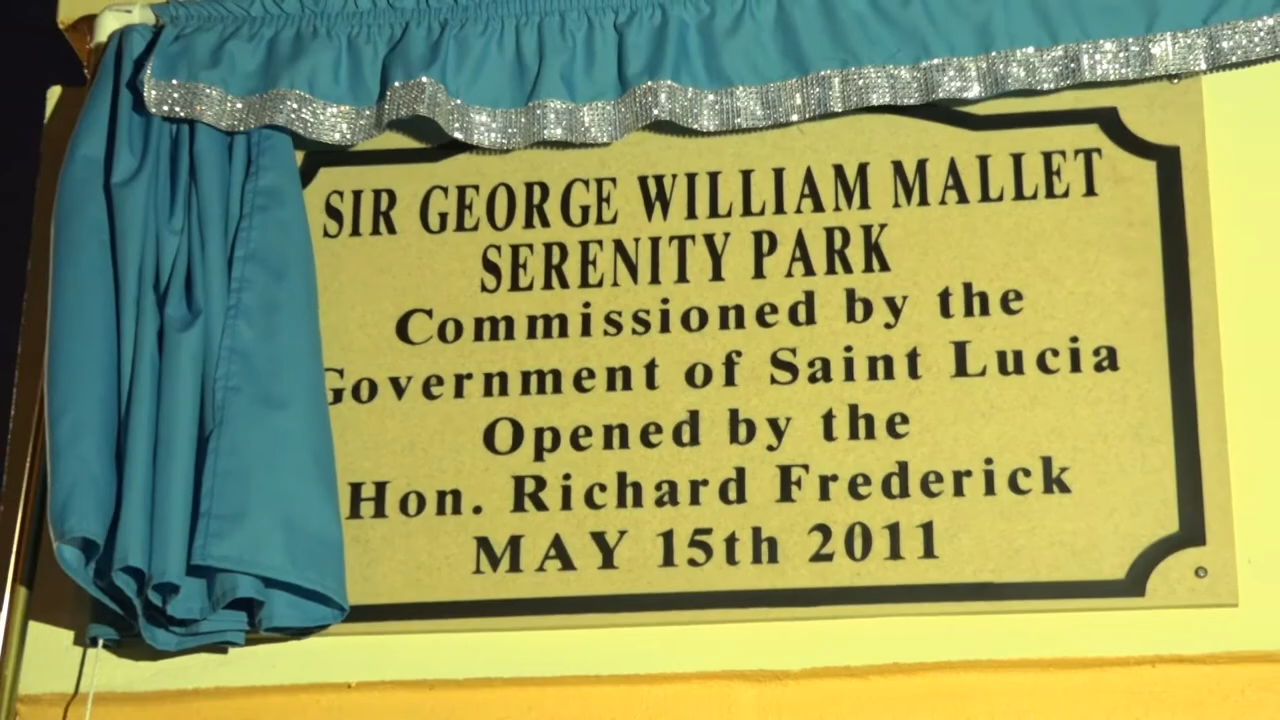 SIR GEORGE WILLIAM MALLET
SERENITY PARK
Commissioned by the
Government of Saint Lucia
Opened by the
Hon. Richard Frederick
MAY 15th 2011